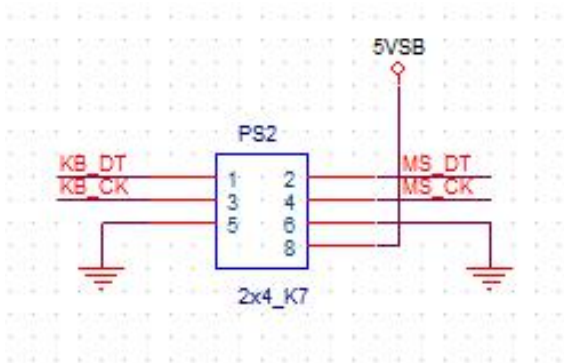 5VSB
PS2
KB_DT
MS_DT
KB_CK
MS_CK
1 2
3 4
5 6
8
2x4_K7